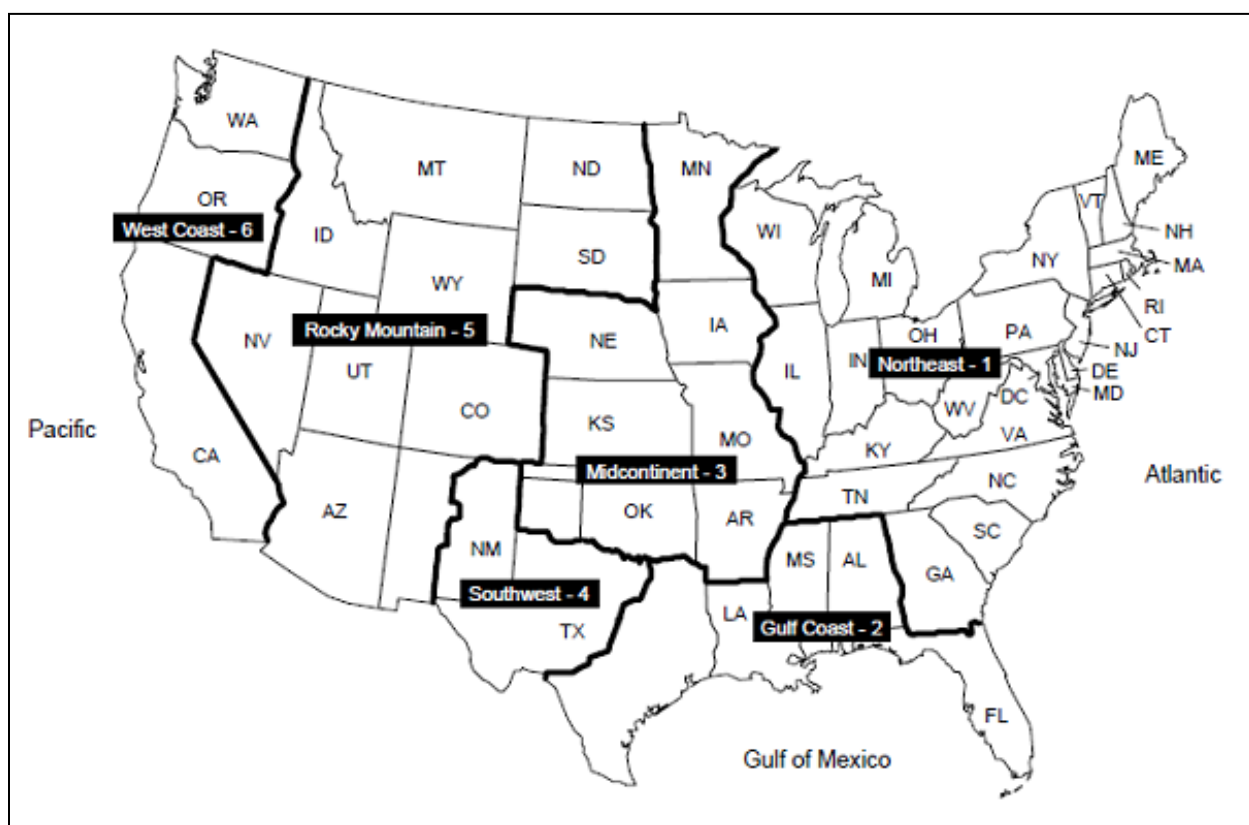 WA
MT
ND
MN
ME
OR
West Coast - 6
ID
SD
WI
VT
NH
NY
MA
WY
MI
RI
Rocky Mountain - 5
NV
IA
NE
OH
PA
CT
NJ
IL
IN
Northeast - 1
DE
UT
CO
KS
WV
DC
MD
Pacific
CA
MO
KY
VA
Midcontinent - 3
Atlantic
AZ
OK
AR
TN
NC
NM
MS
AL
SC
GA
Southwest - 4
LA
TX
Gulf Coast - 2
FL
Gulf of Mexico